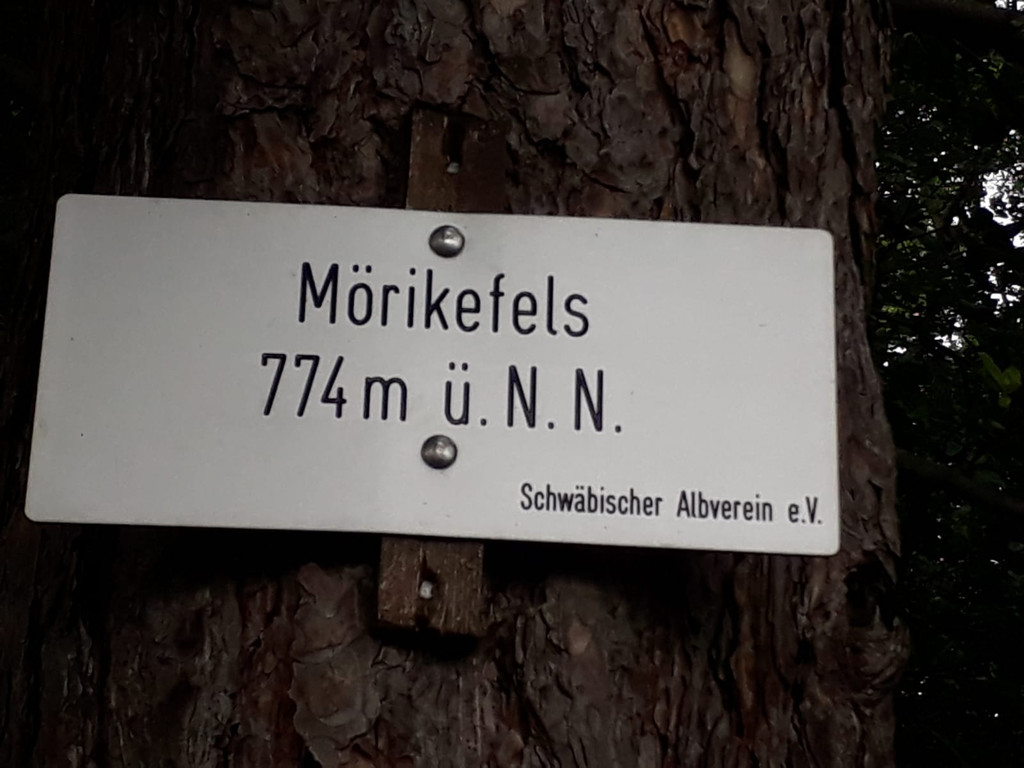 Mörikefels
774m ü. N. N.
Schwäbischer Albverein e.V.